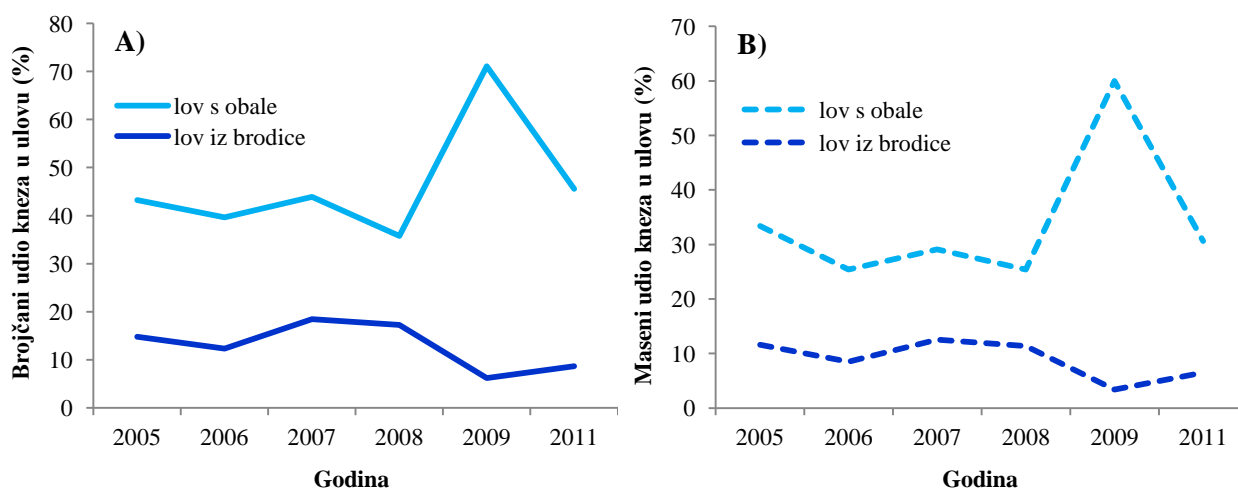 A)
Brojčani udio kneza u ulovu (%)
80
70
60
50
40
30
20
10
0
lov s obale
lov iz brodice
2005 2006 2007 2008 2009 2011
Godina
B)
Maseni udio kneza u ulovu (%)
70
60
50
40
30
20
10
0
lov s obale
lov iz brodice
2005 2006 2007 2008 2009 2011
Godina